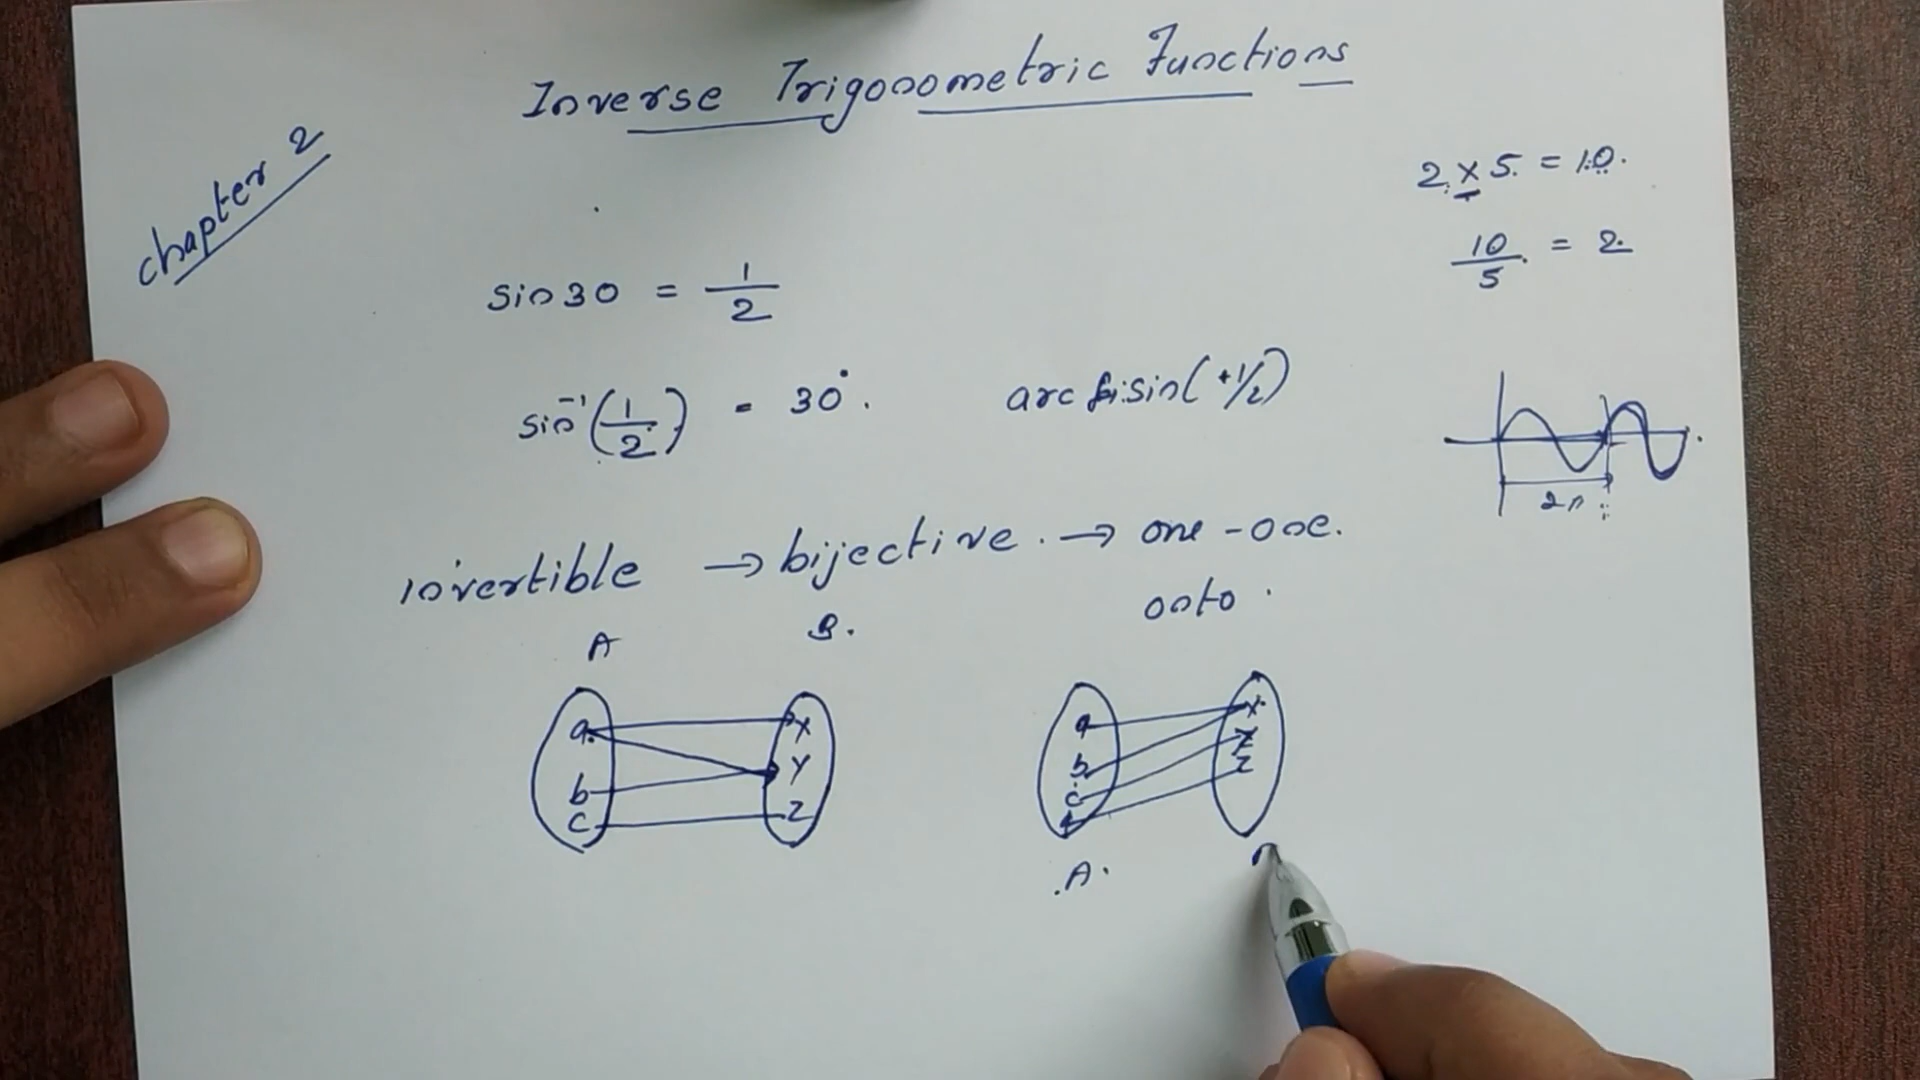 Inverse Trigonometric Functions
chapter 2
2 x 5 = 10.
10/5 = 2
sin 30 = 1/2
sin⁻¹(1/2) = 30°.
arc sin(+1/2)
2π
invertible → bijective. → one-one.
onto.
A B.
a x
b y
c z
a x
b y
c z
A.